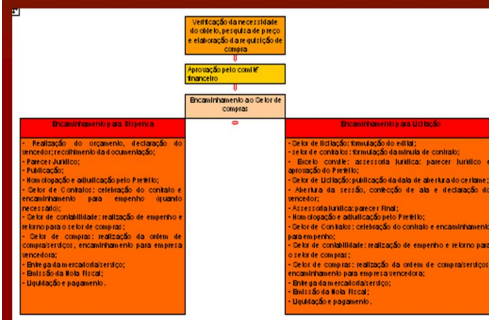 Verificação da necessidade
do objeto, pesquisa de preço
e elaboração da requisição de
compra
Aprovação pelo comitê
financeiro
Encaminhamento ao Setor de
compras
Encaminhamento para Dispensa
- Realização do orçamento, declaração do
vencedor; recolhimento da documentação;
- Parecer Jurídico;
- Publicação;
- Homologação e adjudicação pelo Prefeito;
- Setor de Contratos: celebração do contrato e
encaminhamento para empenho (quando
necessário);
- Setor de contabilidade: realização de empenho e
retorno para o setor de compras;
- Setor de compras: realização da ordem de
compra/serviços, encaminhamento para empresa
vencedora;
- Entrega da mercadoria/serviço;
- Emissão da Nota Fiscal;
- Liquidação e pagamento.
Encaminhamento para Licitação
- Setor de licitação: formulação do edital;
- setor de contratos: formulação da minuta de contrato;
- assessoria jurídica: parecer jurídico e
aprovação do Prefeito;
- Setor de Licitação: publicação da data de abertura do certame;
- Abertura da sessão, confecção de ata e declaração do
vencedor;
- Assessoria jurídica: parecer Final;
- Homologação e adjudicação pelo Prefeito;
- Setor de Contratos: celebração do contrato e encaminhamento
para empenho;
- Setor de contabilidade: realização de empenho e retorno para
o setor de compras;
- Setor de compras: realização da ordem de compra/serviços,
encaminhamento para empresa vencedora;
- Entrega da mercadoria/serviço;
- Emissão da Nota Fiscal;
- Liquidação e pagamento.